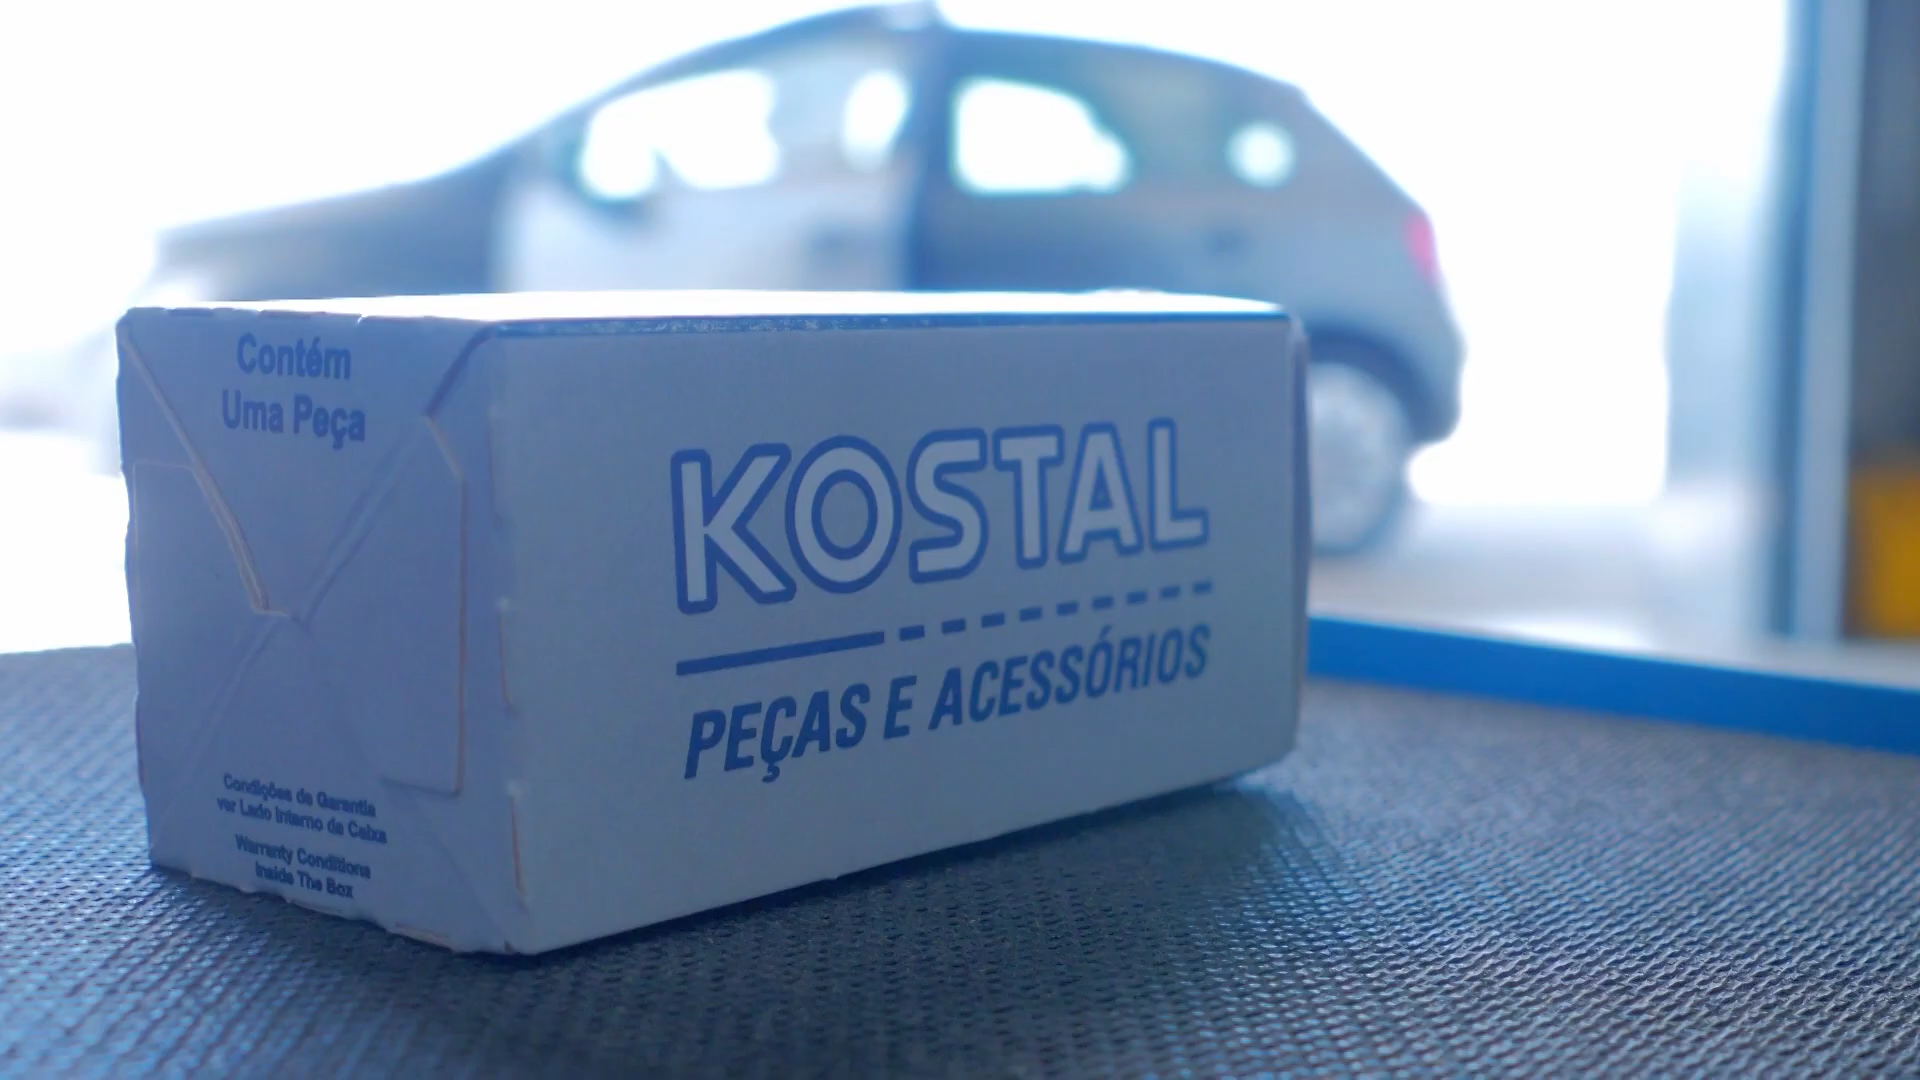 Contém
Uma Peça
Condições de Garantia
ver Lado Interno da Caixa
Warranty Conditions
Inside The Box
KOSTAL
PEÇAS E ACESSÓRIOS